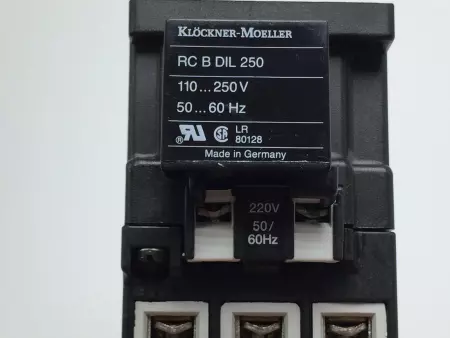 KLÖCKNER-MOELLER
RC B DIL 250
110...250 V
50...60 Hz
LR
80128
Made in Germany
220V
50/
60Hz